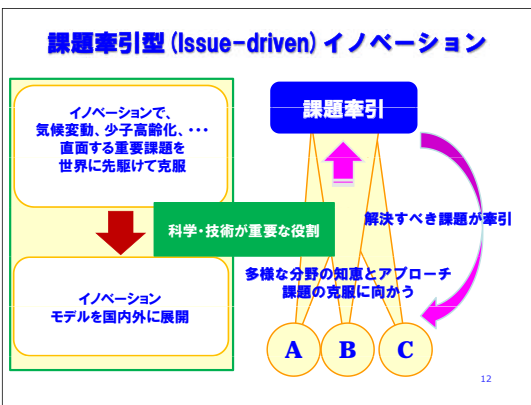 課題牽引型(Issue-driven)イノベーション
イノベーションで、
気候変動、少子高齢化、・・・
直面する重要課題を
世界に先駆けて克服
科学・技術が重要な役割
イノベーション
モデルを国内外に展開
課題牽引
解決すべき課題が牽引
多様な分野の知恵とアプローチ
課題の克服に向かう
A B C
12